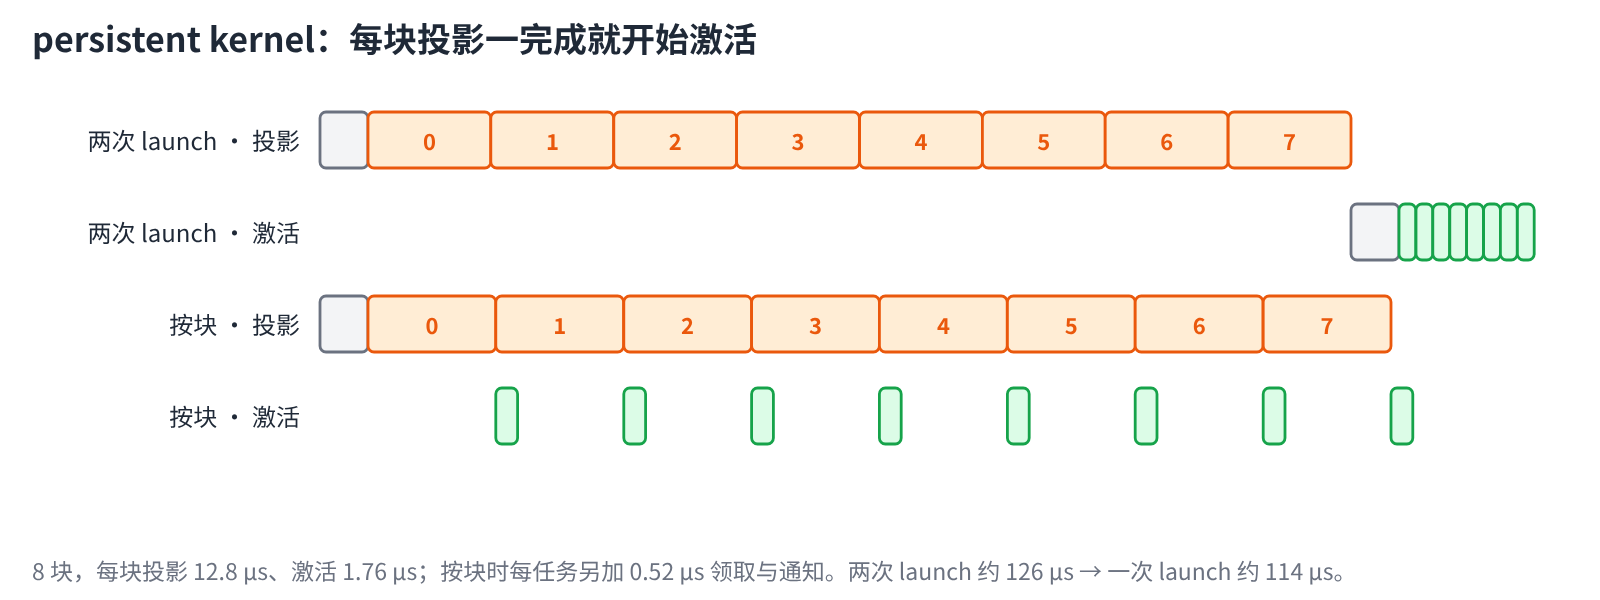 persistent kernel：每块投影一完成就开始激活
两次 launch · 投影
0 1 2 3 4 5 6 7
两次 launch · 激活
按块 · 投影
0 1 2 3 4 5 6 7
按块 · 激活
8 块，每块投影 12.8 μs、激活 1.76 μs；按块时每任务另加 0.52 μs 领取与通知。两次 launch 约 126 μs → 一次 launch 约 114 μs。